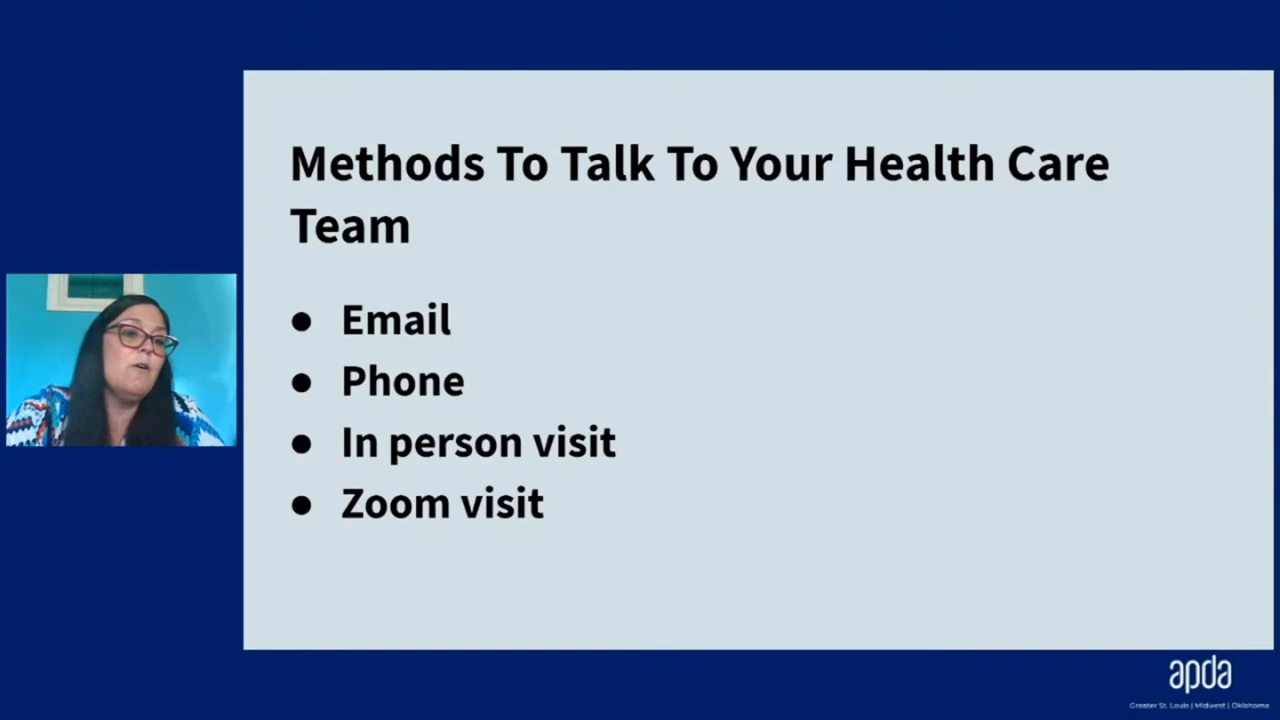 Methods To Talk To Your Health Care
Team
● Email
● Phone
● In person visit
● Zoom visit
apda
Greater St. Louis | Midwest | Oklahoma